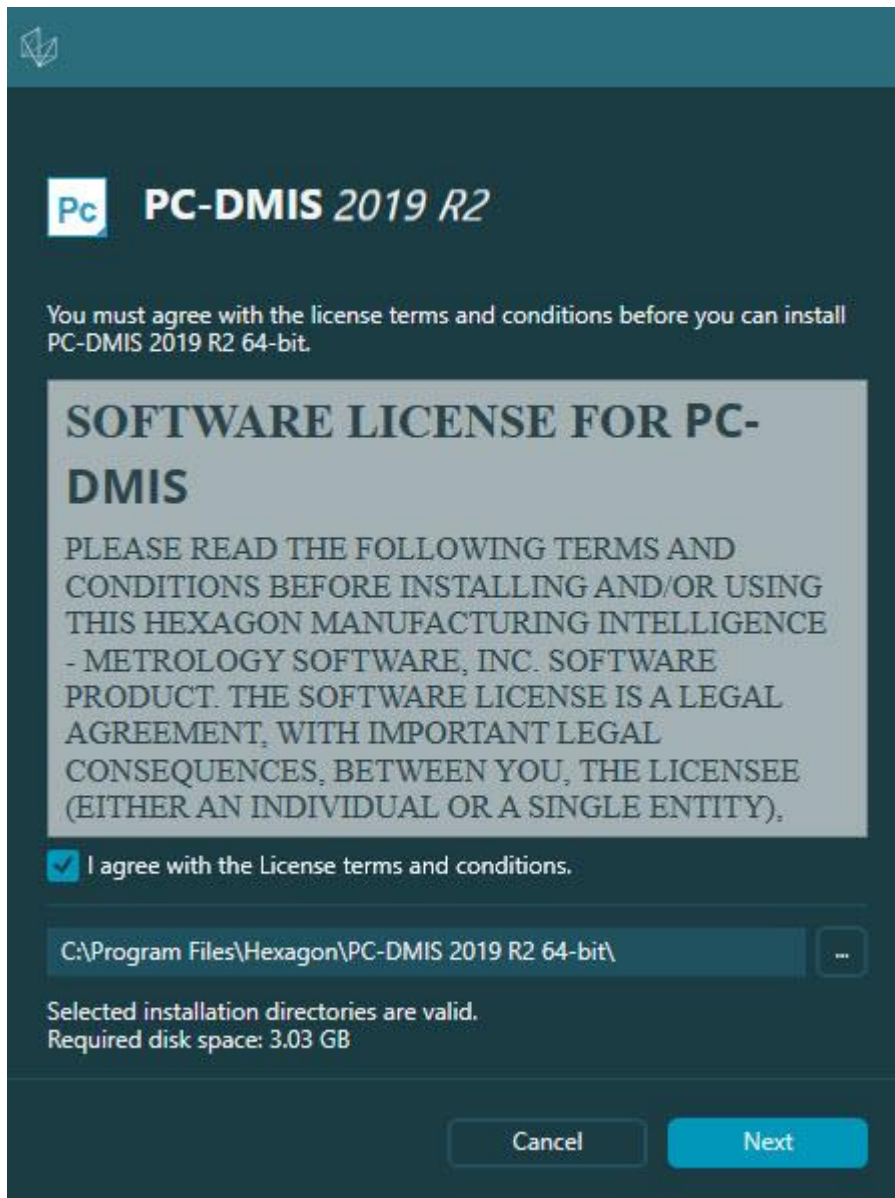 Pc
PC-DMIS 2019 R2
You must agree with the license terms and conditions before you can install
PC-DMIS 2019 R2 64-bit.
SOFTWARE LICENSE FOR PC-
DMIS
PLEASE READ THE FOLLOWING TERMS AND
CONDITIONS BEFORE INSTALLING AND/OR USING
THIS HEXAGON MANUFACTURING INTELLIGENCE
- METROLOGY SOFTWARE, INC. SOFTWARE
PRODUCT. THE SOFTWARE LICENSE IS A LEGAL
AGREEMENT, WITH IMPORTANT LEGAL
CONSEQUENCES, BETWEEN YOU, THE LICENSEE
(EITHER AN INDIVIDUAL OR A SINGLE ENTITY),
I agree with the License terms and conditions.
C:\Program Files\Hexagon\PC-DMIS 2019 R2 64-bit\
...
Selected installation directories are valid.
Required disk space: 3.03 GB
Cancel
Next